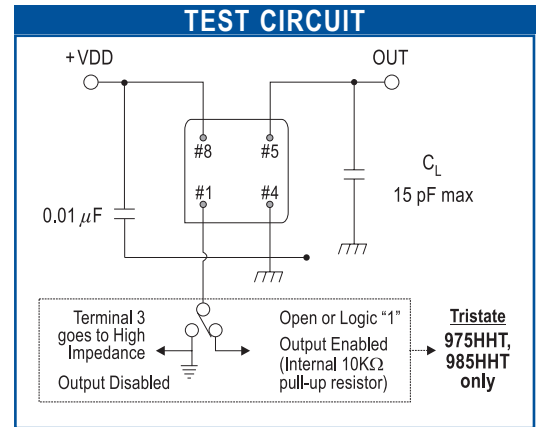 TEST CIRCUIT
+VDD
OUT
#8
#5
#1
#4
0.01 µF
CL
15 pF max
Terminal 3
goes to High
Impedance
Output Disabled
Open or Logic “1”
Output Enabled
(Internal 10KΩ
pull-up resistor)
Tristate
975HHT,
985HHT
only